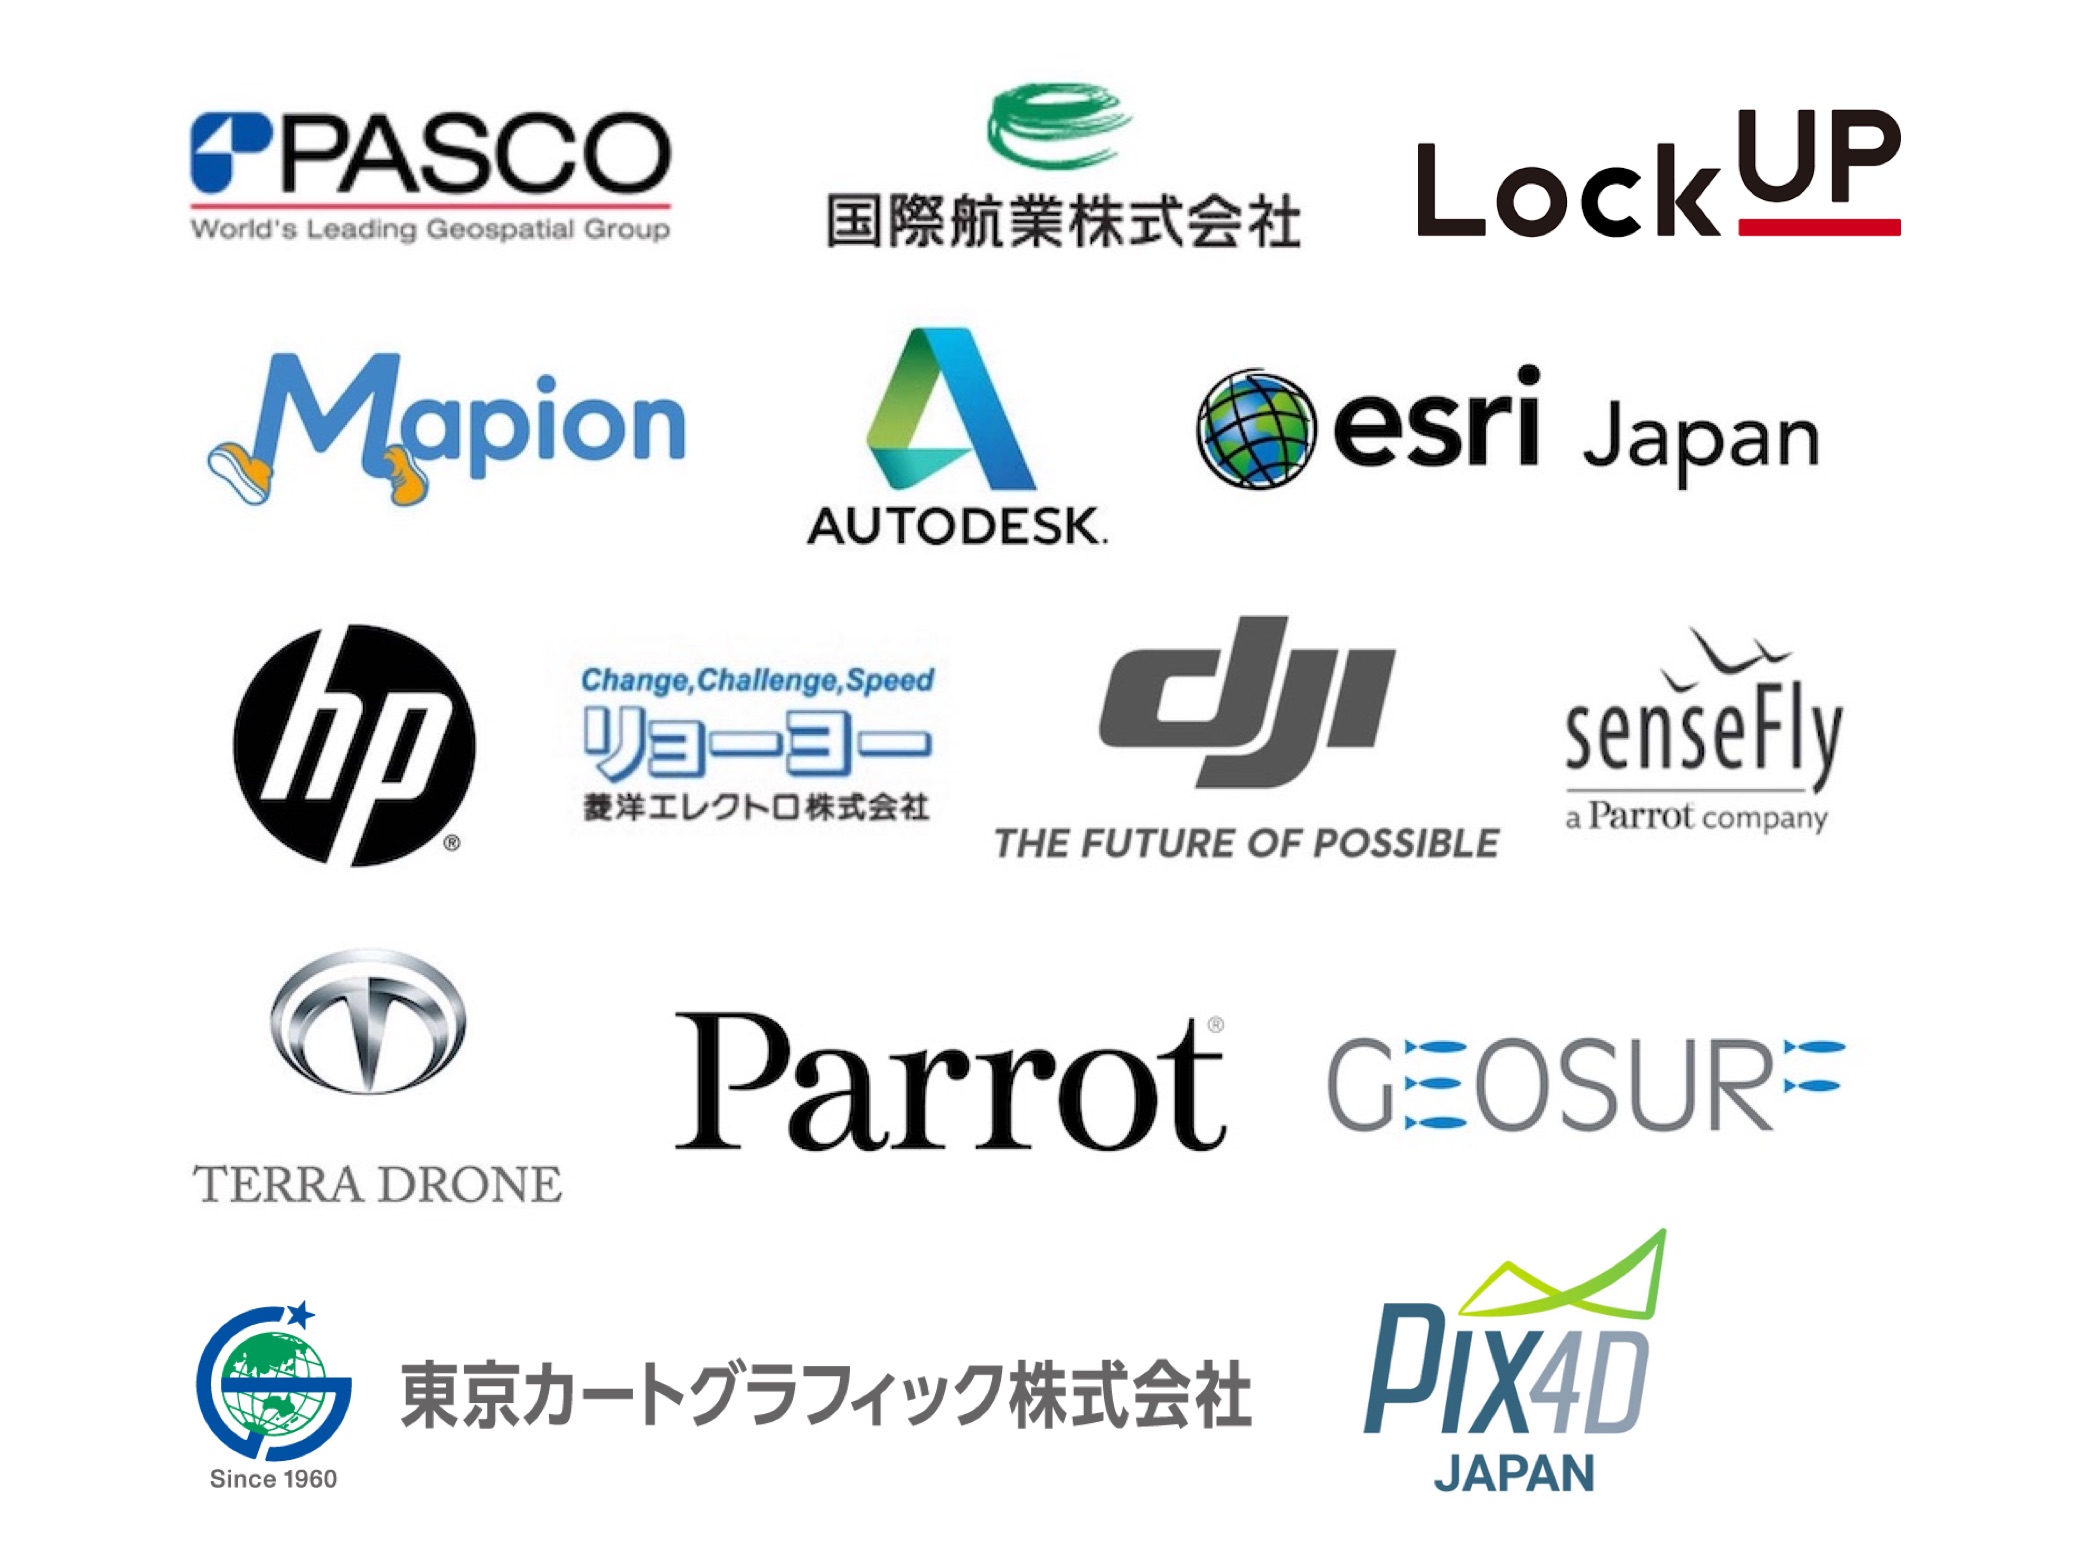 PASCO
World's Leading Geospatial Group
国際航業株式会社
LockUP
Mapion
AUTODESK.
esri Japan
hp®
Change,Challenge,Speed
リョーヨー
菱洋エレクトロ株式会社
dji
THE FUTURE OF POSSIBLE
senseFly
a Parrot company
TERRA DRONE
Parrot®
GEOSURF
Since 1960
東京カートグラフィック株式会社
PIX4D
JAPAN